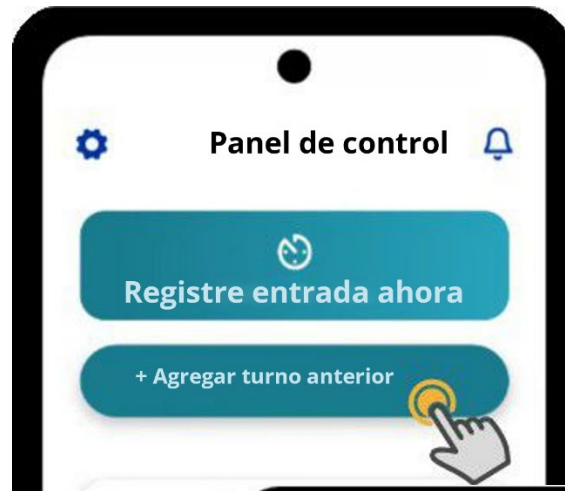 Panel de control
Registre entrada ahora
+ Agregar turno anterior